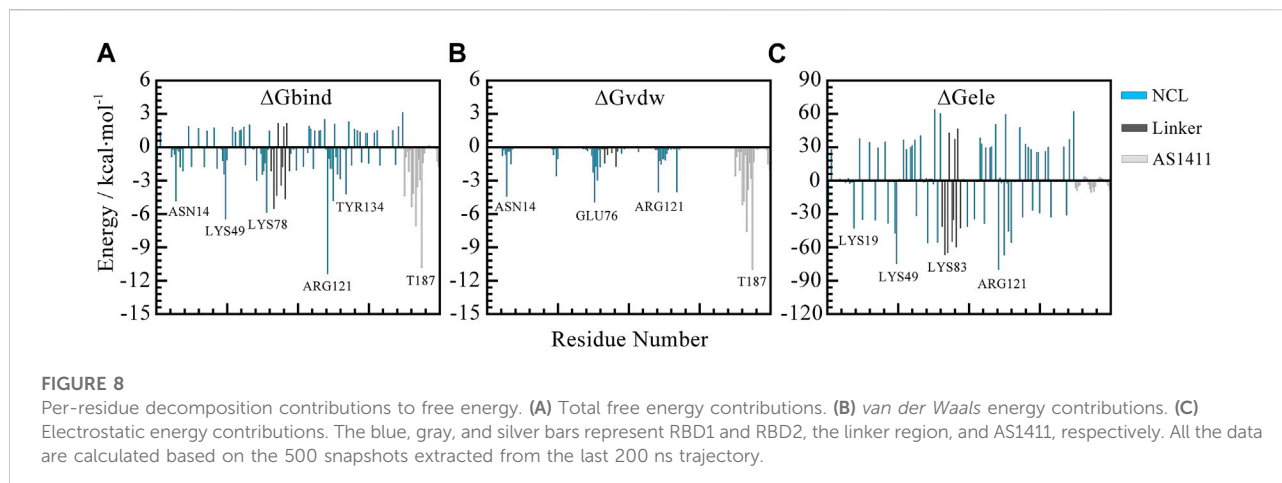 A
B
C
Energy / kcal·mol⁻¹
6
3
0
-3
-6
-9
-12
-15
ΔGbind
ASN14
LYS49
LYS78
ARG121
TYR134
T187
6
3
0
-3
-6
-9
-12
-15
ΔGvdw
ASN14
GLU76
ARG121
T187
90
60
30
0
-30
-60
-90
-120
ΔGele
LYS19
LYS49
LYS83
ARG121
NCL
Linker
AS1411
Residue Number
FIGURE 8
Per-residue decomposition contributions to free energy. (A) Total free energy contributions. (B) van der Waals energy contributions. (C)
Electrostatic energy contributions. The blue, gray, and silver bars represent RBD1 and RBD2, the linker region, and AS1411, respectively. All the data
are calculated based on the 500 snapshots extracted from the last 200 ns trajectory.